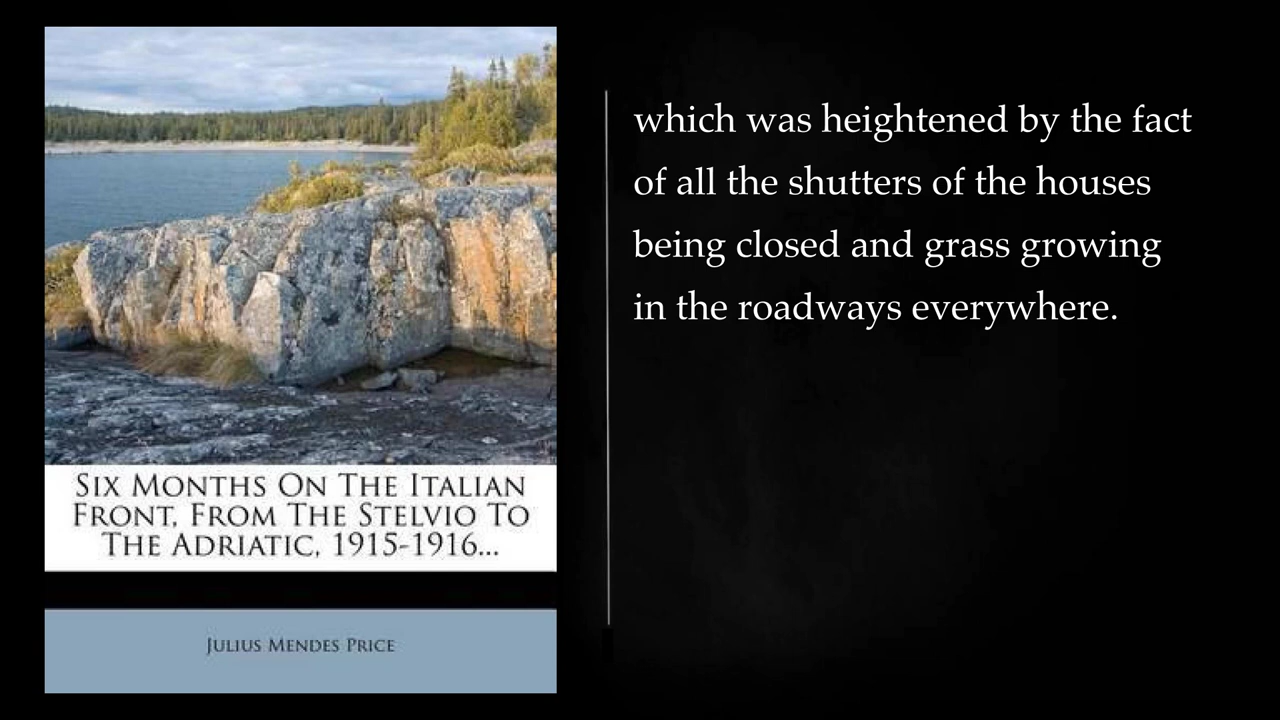 SIX MONTHS ON THE ITALIAN
FRONT, FROM THE STELVIO TO
THE ADRIATIC, 1915-1916...
JULIUS MENDES PRICE
which was heightened by the fact
of all the shutters of the houses
being closed and grass growing
in the roadways everywhere.